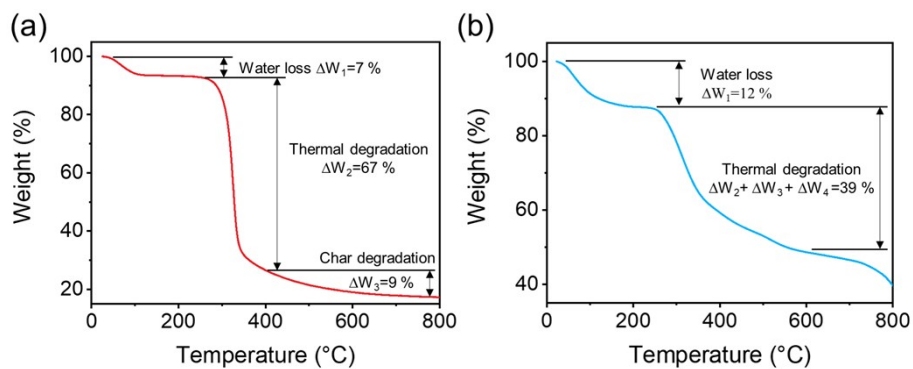 (a)
100
80
60
40
20
0
200
400
600
800
Weight (%)
Temperature (°C)
Water loss ΔW₁=7 %
Thermal degradation
ΔW₂=67 %
Char degradation
ΔW₃=9 %
(b)
100
80
60
40
0
200
400
600
800
Weight (%)
Temperature (°C)
Water loss
ΔW₁=12 %
Thermal degradation
ΔW₂+ ΔW₃+ ΔW₄=39 %